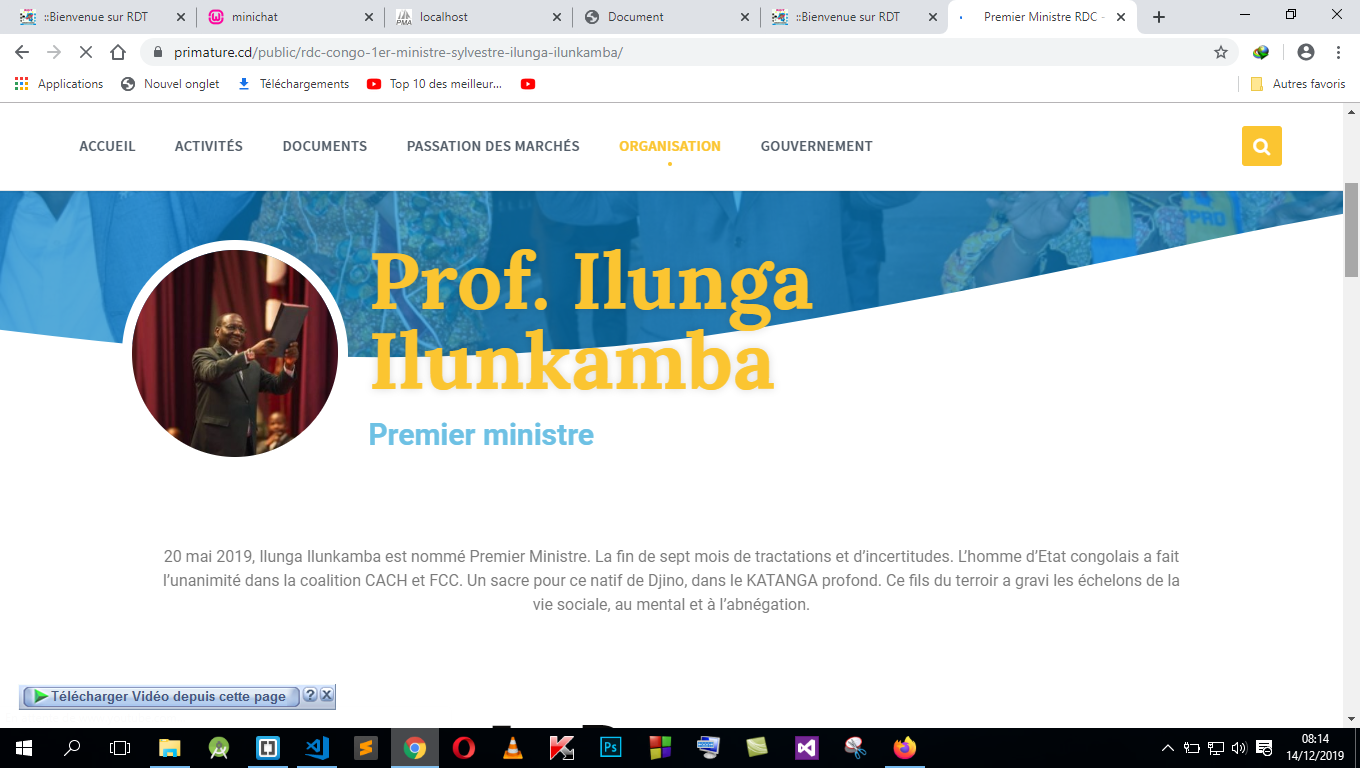 ::Bienvenue sur RDT
minichat
localhost
Document
::Bienvenue sur RDT
Premier Ministre RDC -
primature.cd/public/rdc-congo-1er-ministre-sylvestre-ilunga-ilunkamba/
Applications
Nouvel onglet
Téléchargements
Top 10 des meilleur...
Autres favoris
ACCUEIL
ACTIVITÉS
DOCUMENTS
PASSATION DES MARCHÉS
ORGANISATION
GOUVERNEMENT
Prof. Ilunga
Ilunkamba
Premier ministre
20 mai 2019, Ilunga Ilunkamba est nommé Premier Ministre. La fin de sept mois de tractations et d’incertitudes. L’homme d’Etat congolais a fait
l’unanimité dans la coalition CACH et FCC. Un sacre pour ce natif de Djino, dans le KATANGA profond. Ce fils du terroir a gravi les échelons de la
vie sociale, au mental et à l’abnégation.
Télécharger Vidéo depuis cette page
08:14
14/12/2019